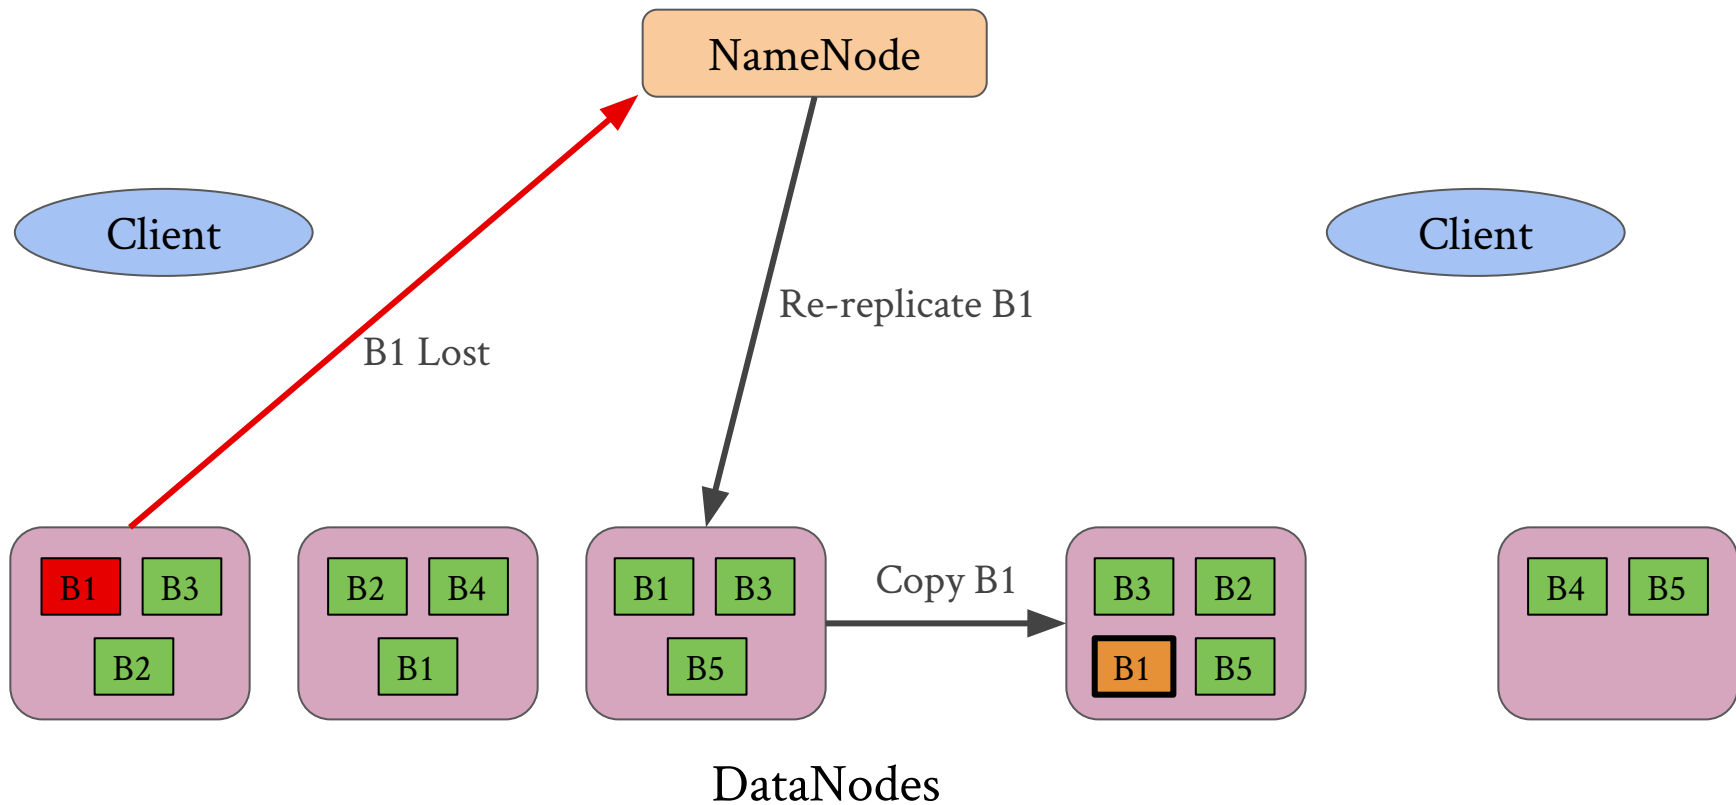 NameNode
Client
Client
Re-replicate B1
B1 Lost
B1 B3
B2
B2 B4
B1
B1 B3
B5
Copy B1
B3 B2
B1 B5
B4 B5
DataNodes